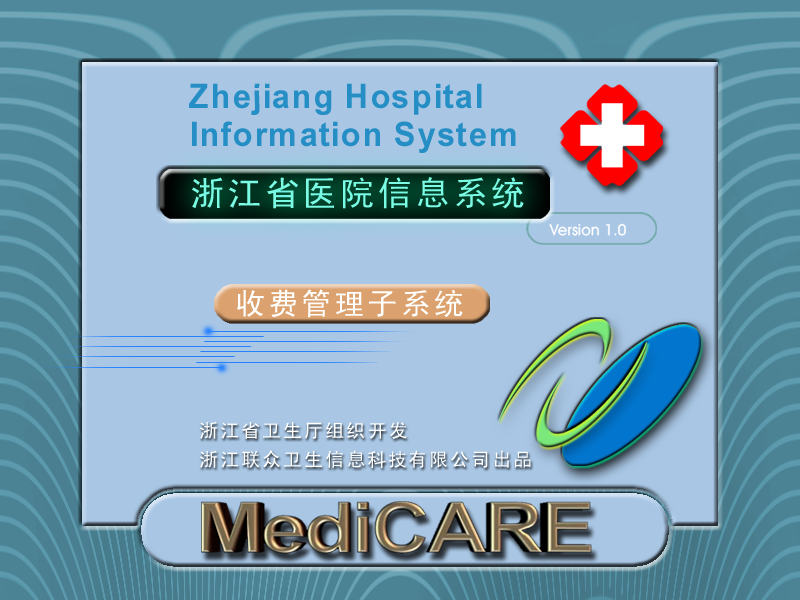 Zhejiang Hospital
Information System
浙江省医院信息系统
Version 1.0
收费管理子系统
浙江省卫生厅组织开发
浙江联众卫生信息科技有限公司出品
MediCARE